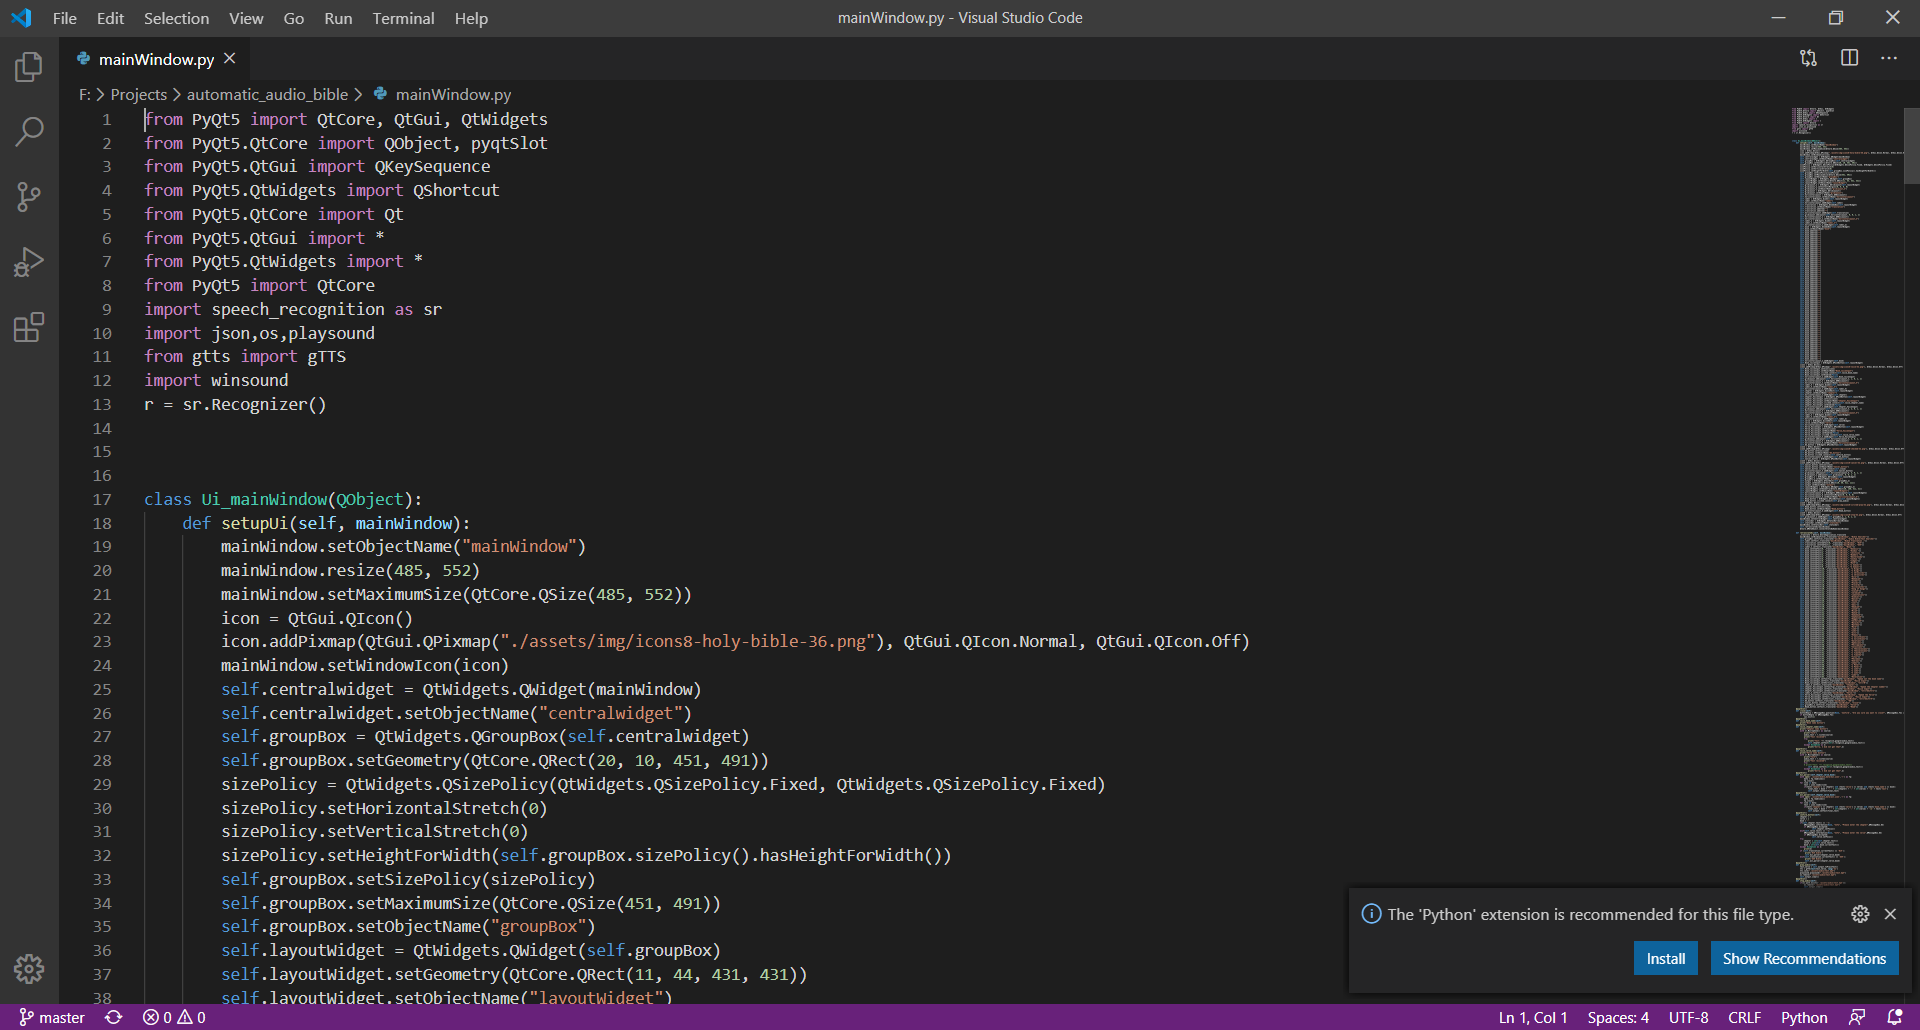 File Edit Selection View Go Run Terminal Help
mainWindow.py - Visual Studio Code
mainWindow.py
F: > Projects > automatic_audio_bible > mainWindow.py
1 from PyQt5 import QtCore, QtGui, QtWidgets
2 from PyQt5.QtCore import QObject, pyqtSlot
3 from PyQt5.QtGui import QKeySequence
4 from PyQt5.QtWidgets import QShortcut
5 from PyQt5.QtCore import Qt
6 from PyQt5.QtGui import *
7 from PyQt5.QtWidgets import *
8 from PyQt5 import QtCore
9 import speech_recognition as sr
10 import json,os,playsound
11 from gtts import gTTS
12 import winsound
13 r = sr.Recognizer()
14
15
16
17 class Ui_mainWindow(QObject):
18 def setupUi(self, mainWindow):
19 mainWindow.setObjectName("mainWindow")
20 mainWindow.resize(485, 552)
21 mainWindow.setMaximumSize(QtCore.QSize(485, 552))
22 icon = QtGui.QIcon()
23 icon.addPixmap(QtGui.QPixmap("./assets/img/icons8-holy-bible-36.png"), QtGui.QIcon.Normal, QtGui.QIcon.Off)
24 mainWindow.setWindowIcon(icon)
25 self.centralwidget = QtWidgets.QWidget(mainWindow)
26 self.centralwidget.setObjectName("centralwidget")
27 self.groupBox = QtWidgets.QGroupBox(self.centralwidget)
28 self.groupBox.setGeometry(QtCore.QRect(20, 10, 451, 491))
29 sizePolicy = QtWidgets.QSizePolicy(QtWidgets.QSizePolicy.Fixed, QtWidgets.QSizePolicy.Fixed)
30 sizePolicy.setHorizontalStretch(0)
31 sizePolicy.setVerticalStretch(0)
32 sizePolicy.setHeightForWidth(self.groupBox.sizePolicy().hasHeightForWidth())
33 self.groupBox.setSizePolicy(sizePolicy)
34 self.groupBox.setMaximumSize(QtCore.QSize(451, 491))
35 self.groupBox.setObjectName("groupBox")
36 self.layoutWidget = QtWidgets.QWidget(self.groupBox)
37 self.layoutWidget.setGeometry(QtCore.QRect(11, 44, 431, 431))
38 self.layoutWidget.setObjectName("layoutWidget")
The 'Python' extension is recommended for this file type.
Install Show Recommendations
master 0 0 Ln 1, Col 1 Spaces: 4 UTF-8 CRLF Python